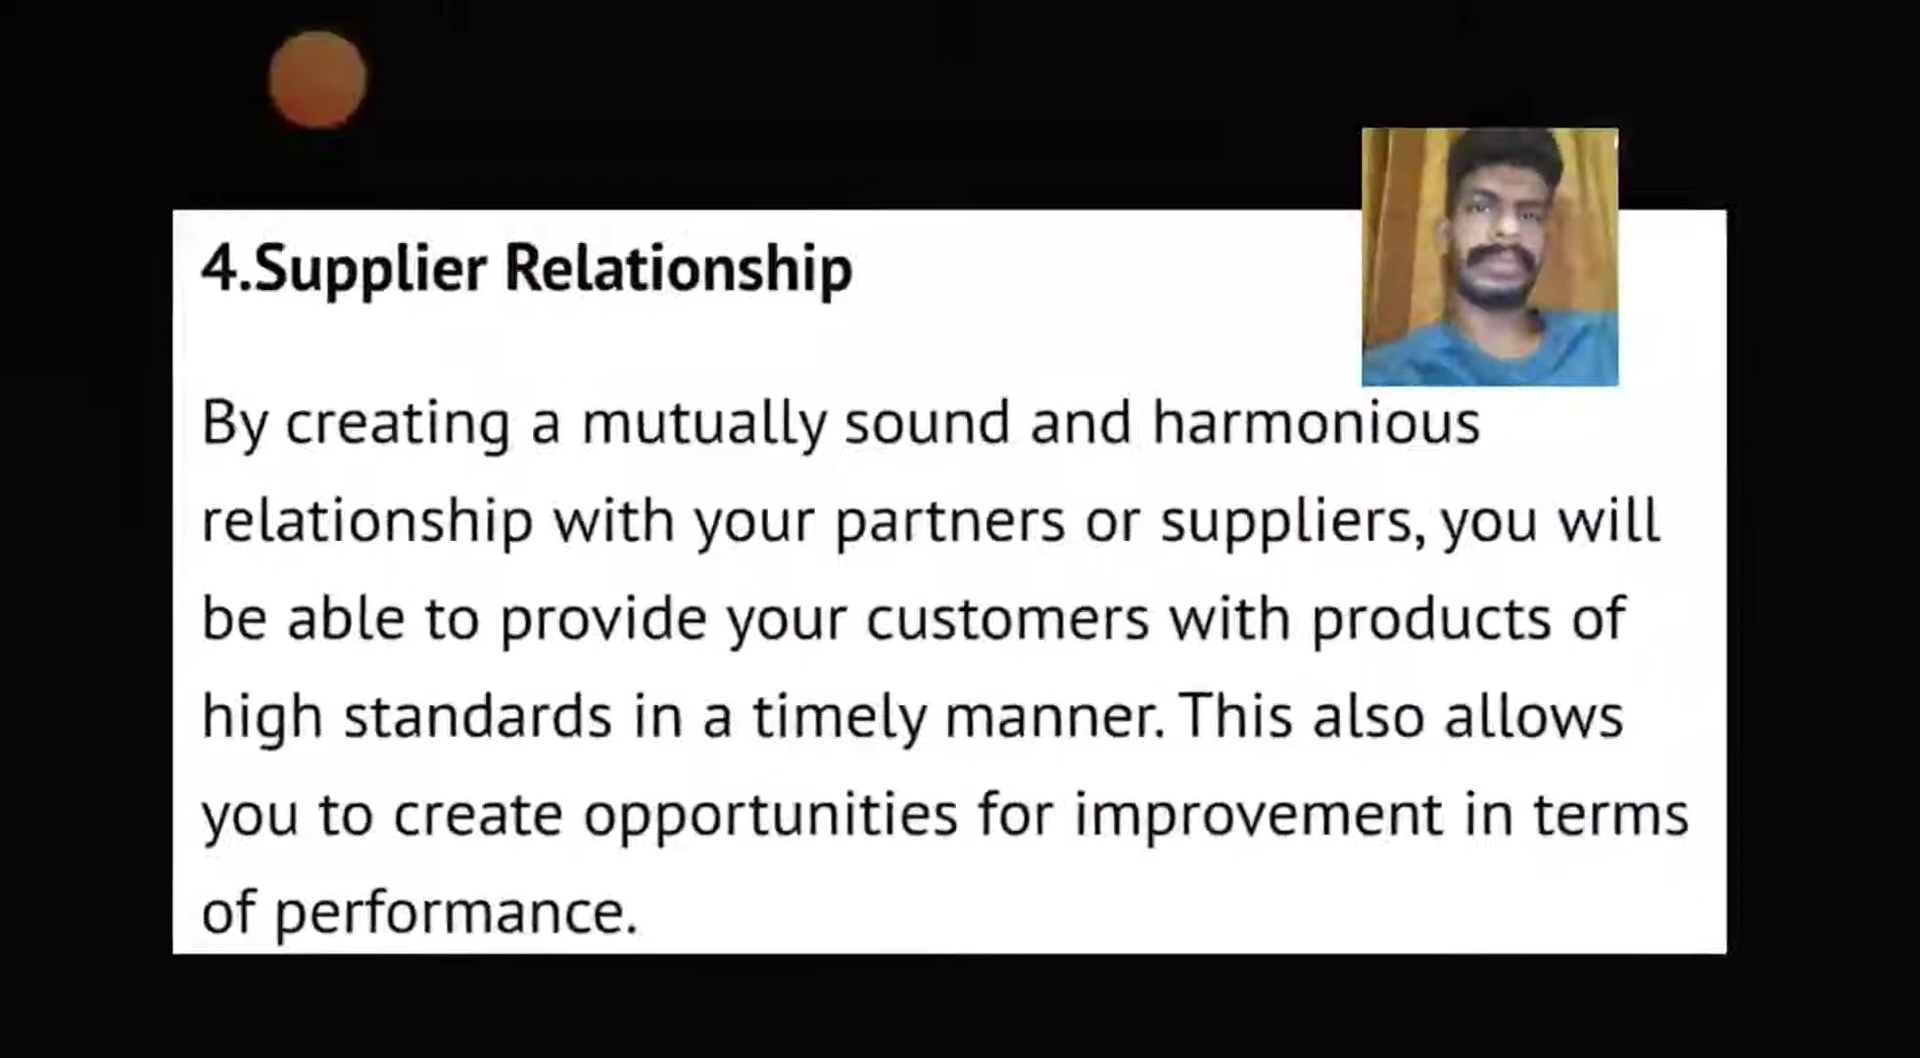 4.Supplier Relationship
By creating a mutually sound and harmonious
relationship with your partners or suppliers, you will
be able to provide your customers with products of
high standards in a timely manner. This also allows
you to create opportunities for improvement in terms
of performance.